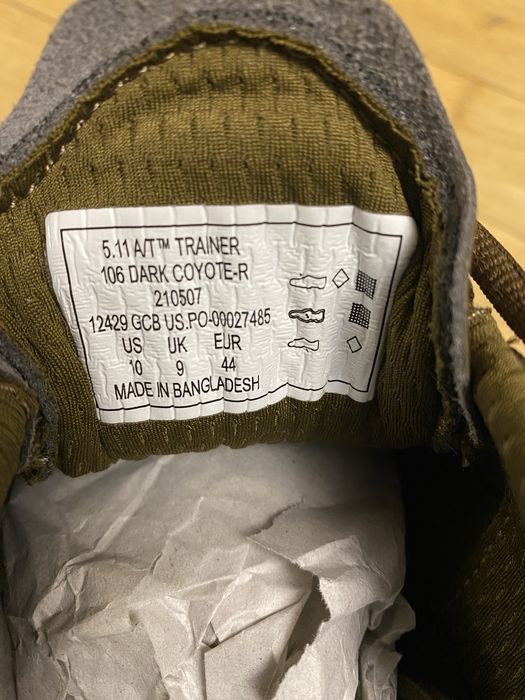 5.11 A/T™ TRAINER
106 DARK COYOTE-R
210507
12429 GCB US.PO-00027485
US UK EUR
10 9 44
MADE IN BANGLADESH